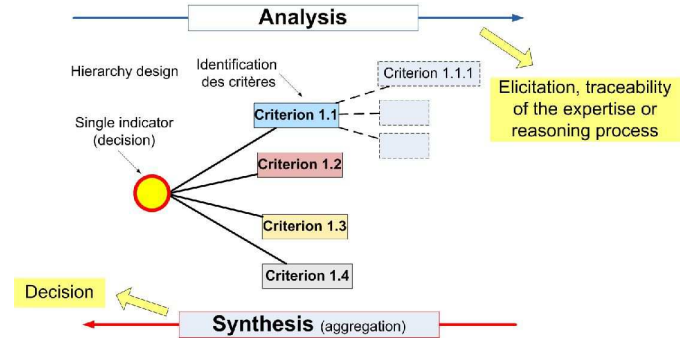 Analysis
Identification
des critères
Hierarchy design
Criterion 1.1.1
Elicitation, traceability
of the expertise or
reasoning process
Criterion 1.1
Single indicator
(decision)
Criterion 1.2
Criterion 1.3
Criterion 1.4
Decision
Synthesis (aggregation)